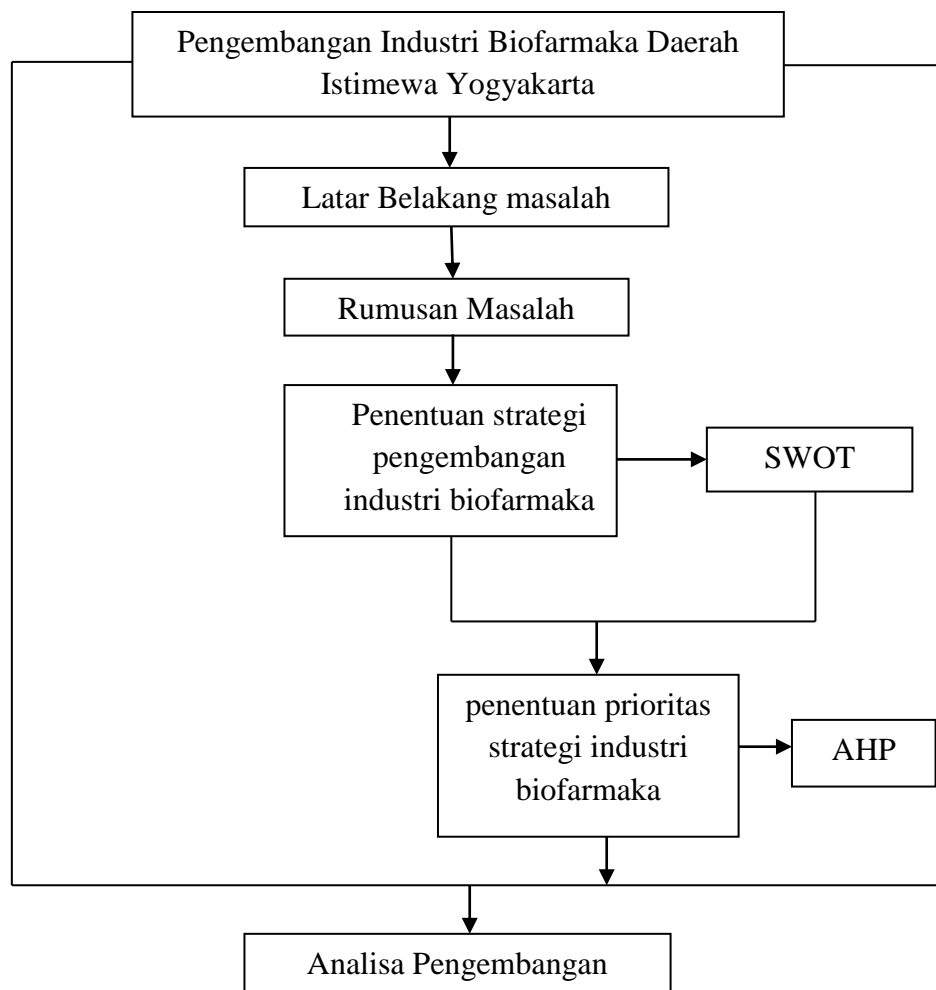 Pengembangan Industri Biofarmaka Daerah
Istimewa Yogyakarta
Latar Belakang masalah
Rumusan Masalah
Penentuan strategi
pengembangan
industri biofarmaka
SWOT
penentuan prioritas
strategi industri
biofarmaka
AHP
Analisa Pengembangan